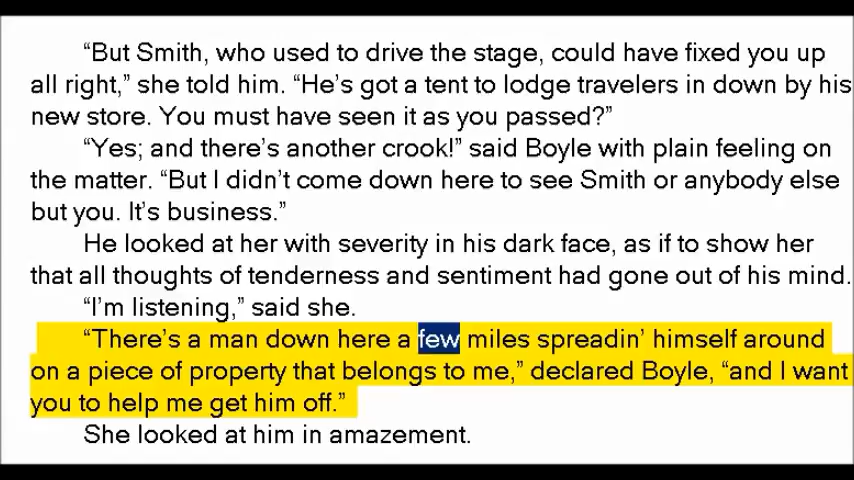 “But Smith, who used to drive the stage, could have fixed you up
all right,” she told him. “He’s got a tent to lodge travelers in down by his
new store. You must have seen it as you passed?”
“Yes; and there’s another crook!” said Boyle with plain feeling on
the matter. “But I didn’t come down here to see Smith or anybody else
but you. It’s business.”
He looked at her with severity in his dark face, as if to show her
that all thoughts of tenderness and sentiment had gone out of his mind.
“I’m listening,” said she.
“There’s a man down here a few miles spreadin’ himself around
on a piece of property that belongs to me,” declared Boyle, “and I want
you to help me get him off.”
She looked at him in amazement.